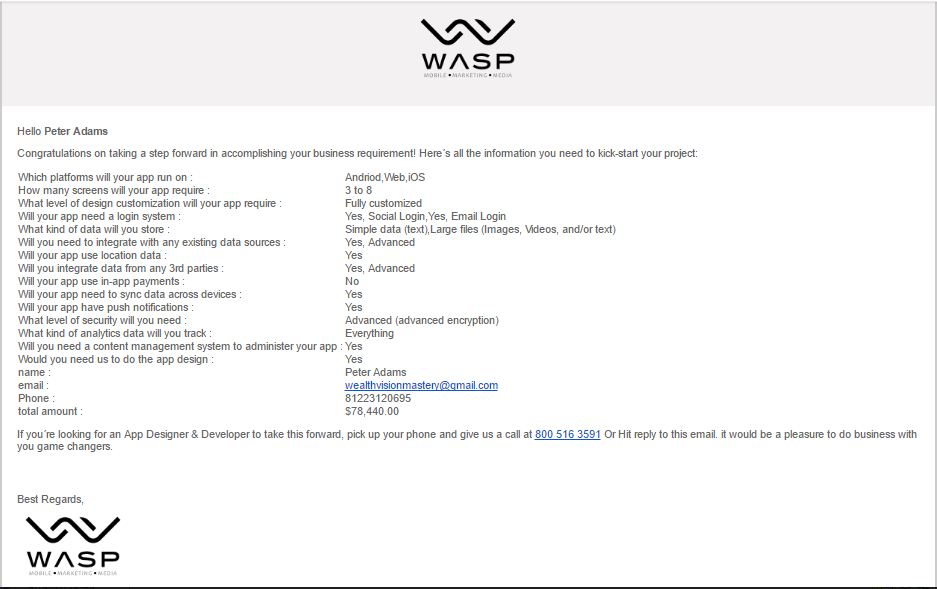 WASP
MOBILE•MARKETING•MEDIA
Hello Peter Adams
Congratulations on taking a step forward in accomplishing your business requirement! Here´s all the information you need to kick-start your project:
Which platforms will your app run on : Andriod,Web,iOS
How many screens will your app require : 3 to 8
What level of design customization will your app require : Fully customized
Will your app need a login system : Yes, Social Login,Yes, Email Login
What kind of data will you store : Simple data (text),Large files (Images, Videos, and/or text)
Will you need to integrate with any existing data sources : Yes, Advanced
Will your app use location data : Yes
Will you integrate data from any 3rd parties : Yes, Advanced
Will your app use in-app payments : No
Will your app need to sync data across devices : Yes
Will your app have push notifications : Yes
What level of security will you need : Advanced (advanced encryption)
What kind of analytics data will you track : Everything
Will you need a content management system to administer your app : Yes
Would you need us to do the app design : Yes
name : Peter Adams
email : wealthvisionmastery@gmail.com
Phone : 81223120695
total amount : $78,440.00
If you´re looking for an App Designer & Developer to take this forward, pick up your phone and give us a call at 800 516 3591 Or Hit reply to this email. it would be a pleasure to do business with
you game changers.
Best Regards,
WASP
MOBILE•MARKETING•MEDIA